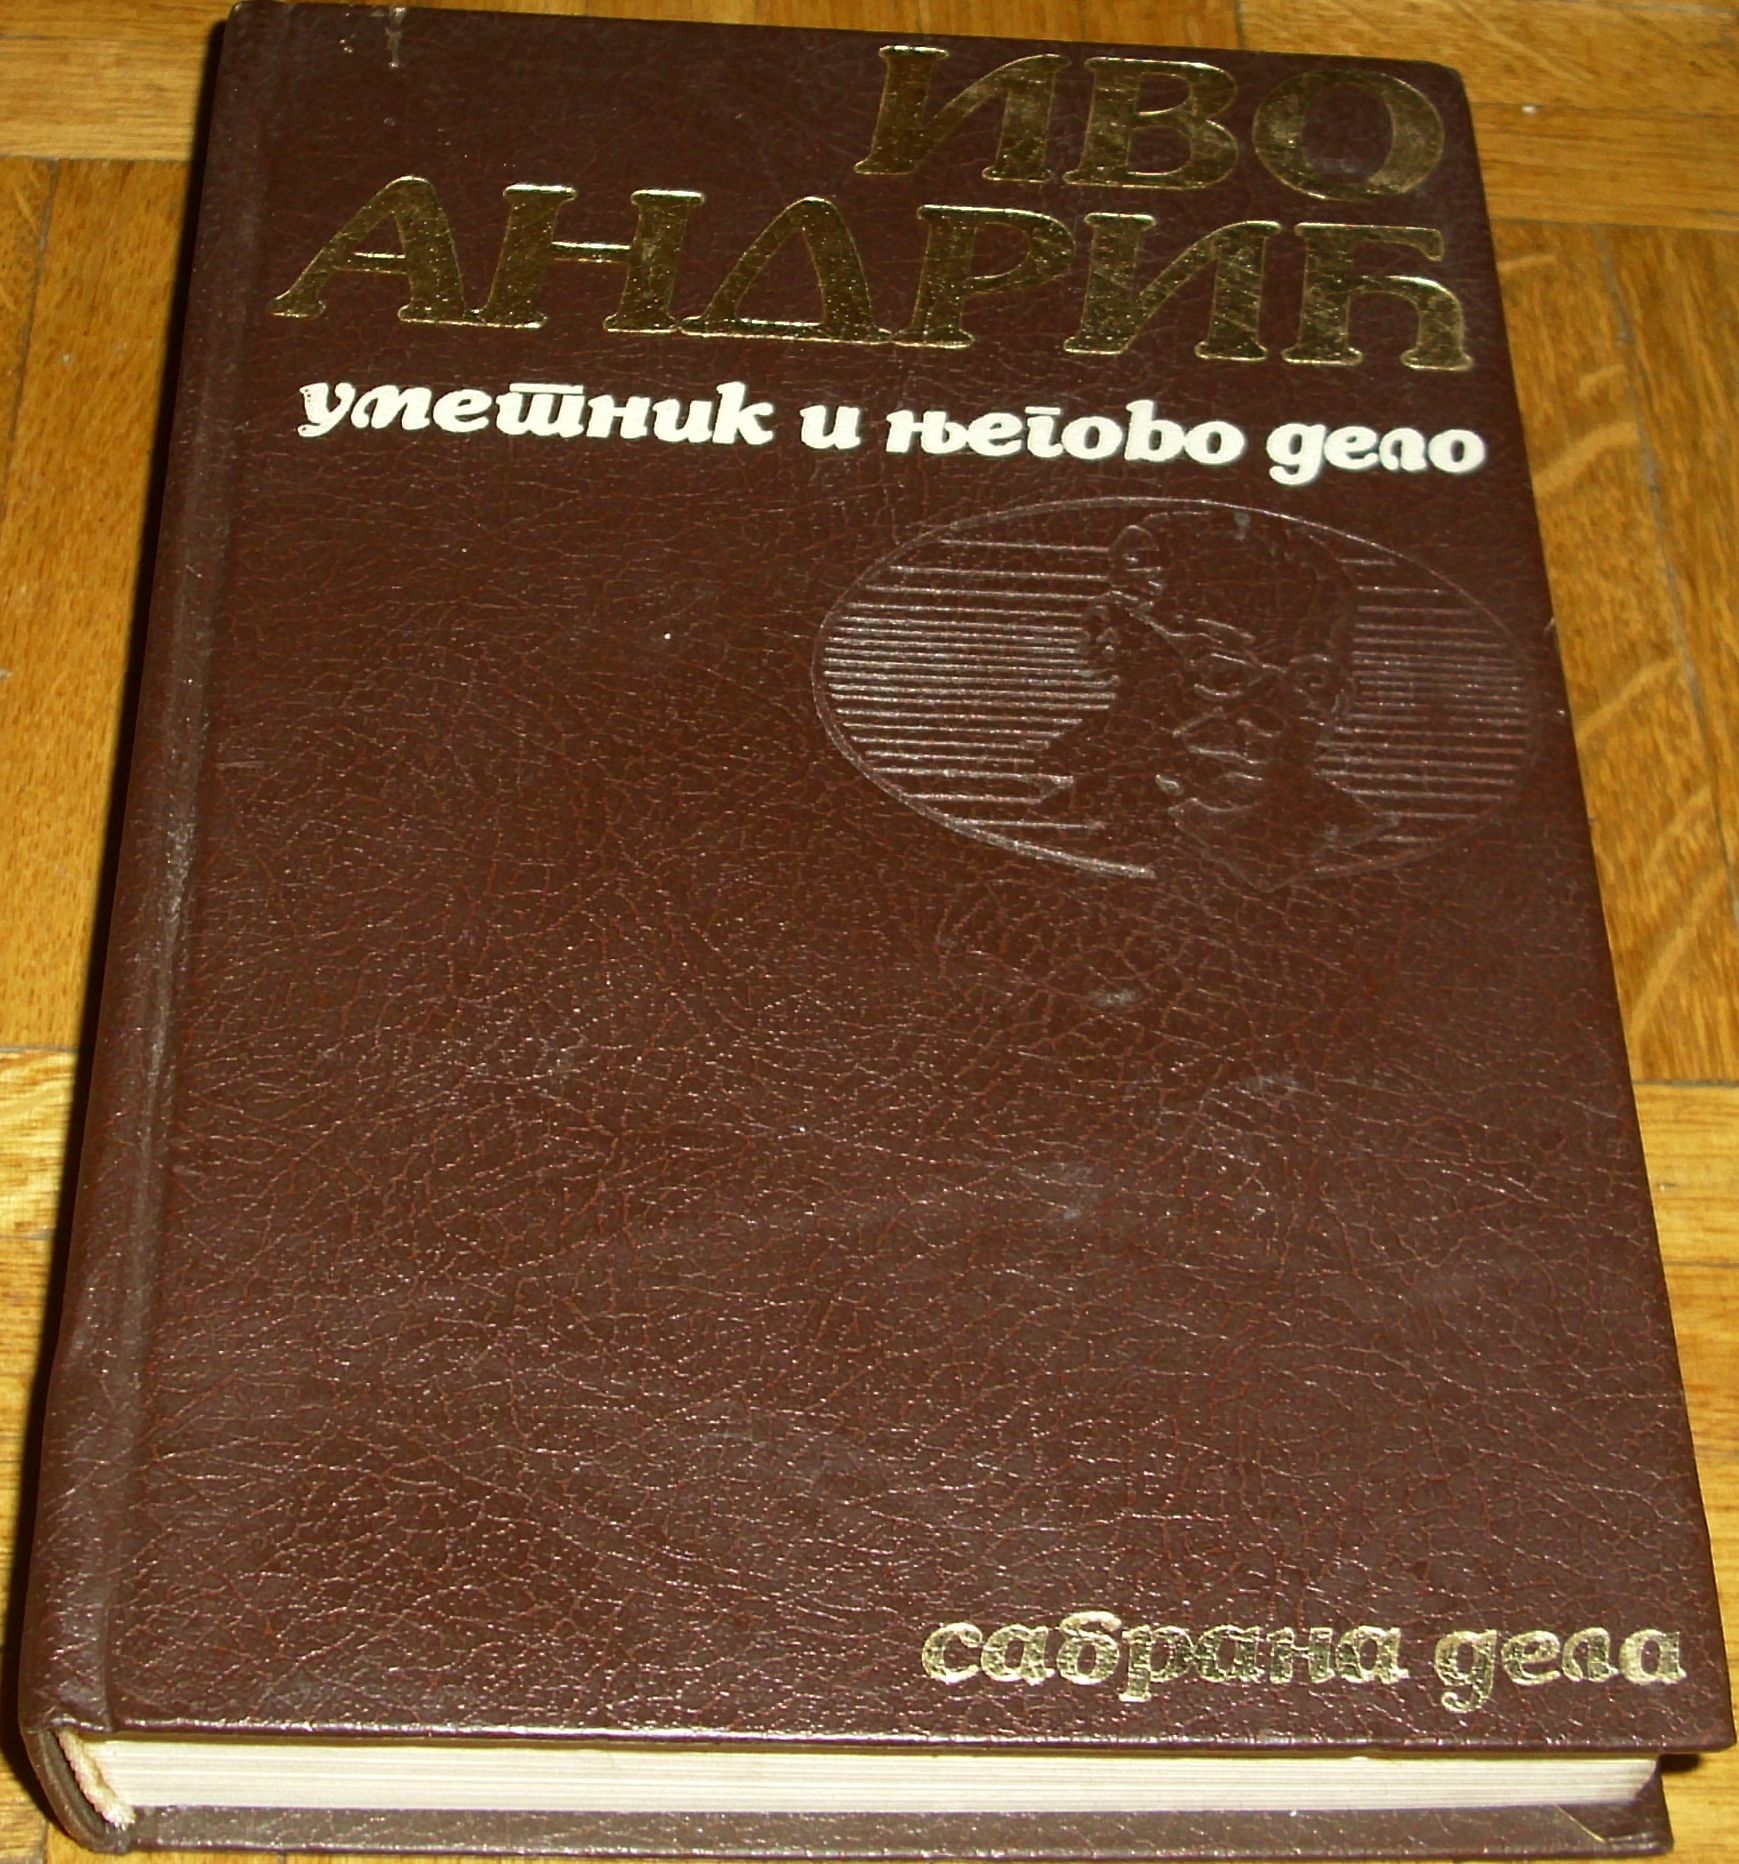 ИВО
АНДРИЋ
уметник и његово дело
сабрана дела